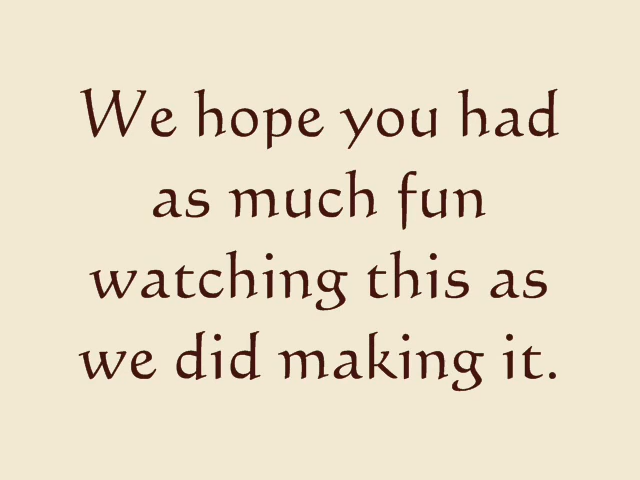 We hope you had
as much fun
watching this as
we did making it.